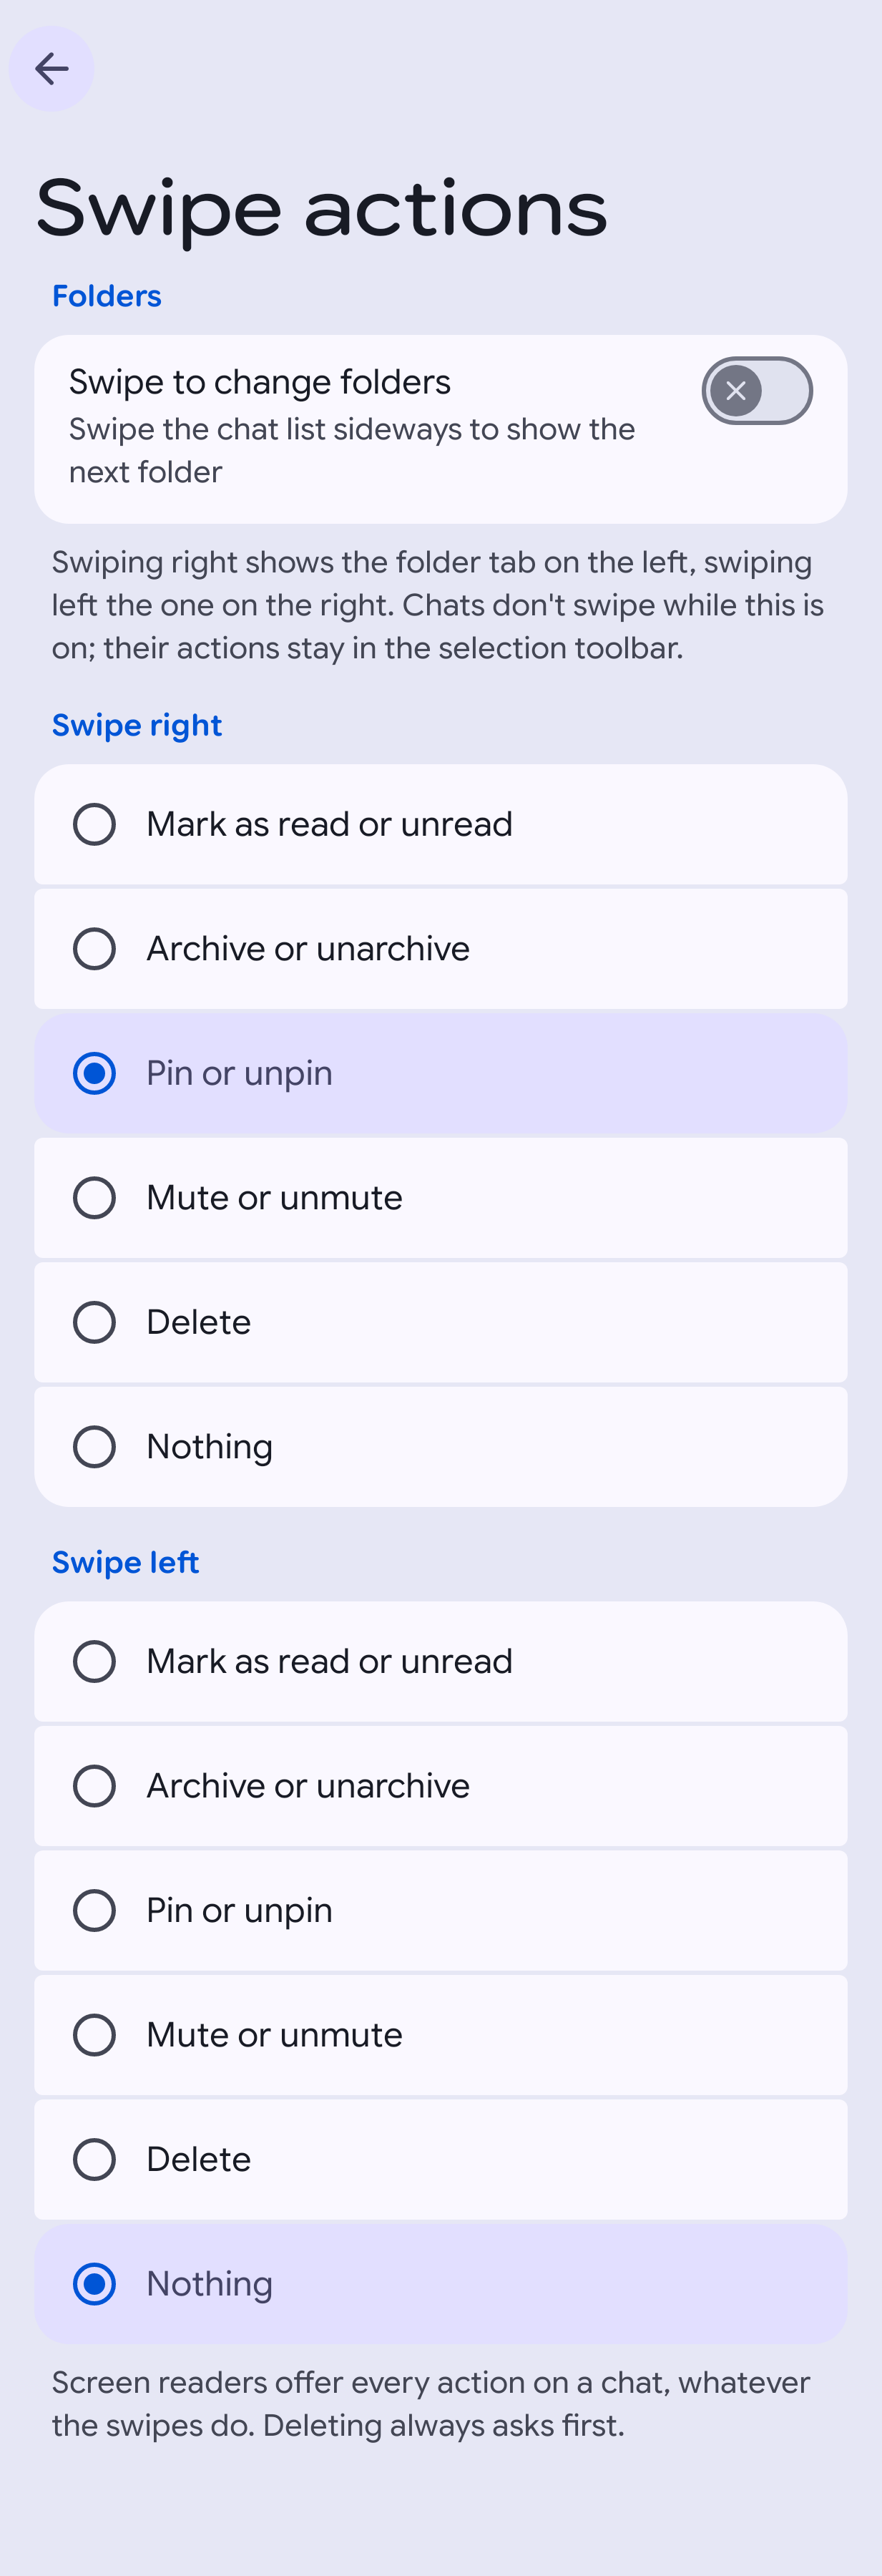 Swipe actions
Folders
Swipe to change folders
Swipe the chat list sideways to show the
next folder
Swiping right shows the folder tab on the left, swiping
left the one on the right. Chats don't swipe while this is
on; their actions stay in the selection toolbar.
Swipe right
Mark as read or unread
Archive or unarchive
Pin or unpin
Mute or unmute
Delete
Nothing
Swipe left
Mark as read or unread
Archive or unarchive
Pin or unpin
Mute or unmute
Delete
Nothing
Screen readers offer every action on a chat, whatever
the swipes do. Deleting always asks first.